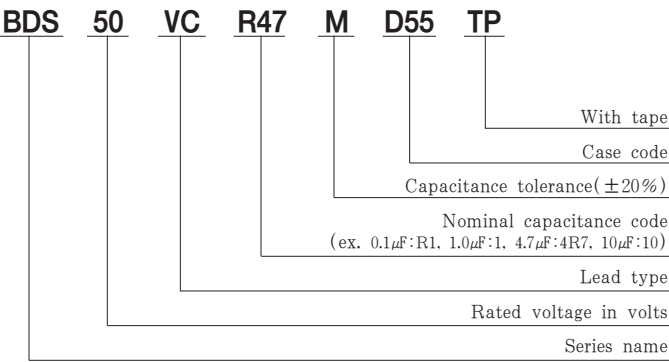 BDS 50 VC R47 M D55 TP
With tape
Case code
Capacitance tolerance(±20%)
Nominal capacitance code
(ex. 0.1μF:R1, 1.0μF:1, 4.7μF:4R7, 10μF:10)
Lead type
Rated voltage in volts
Series name